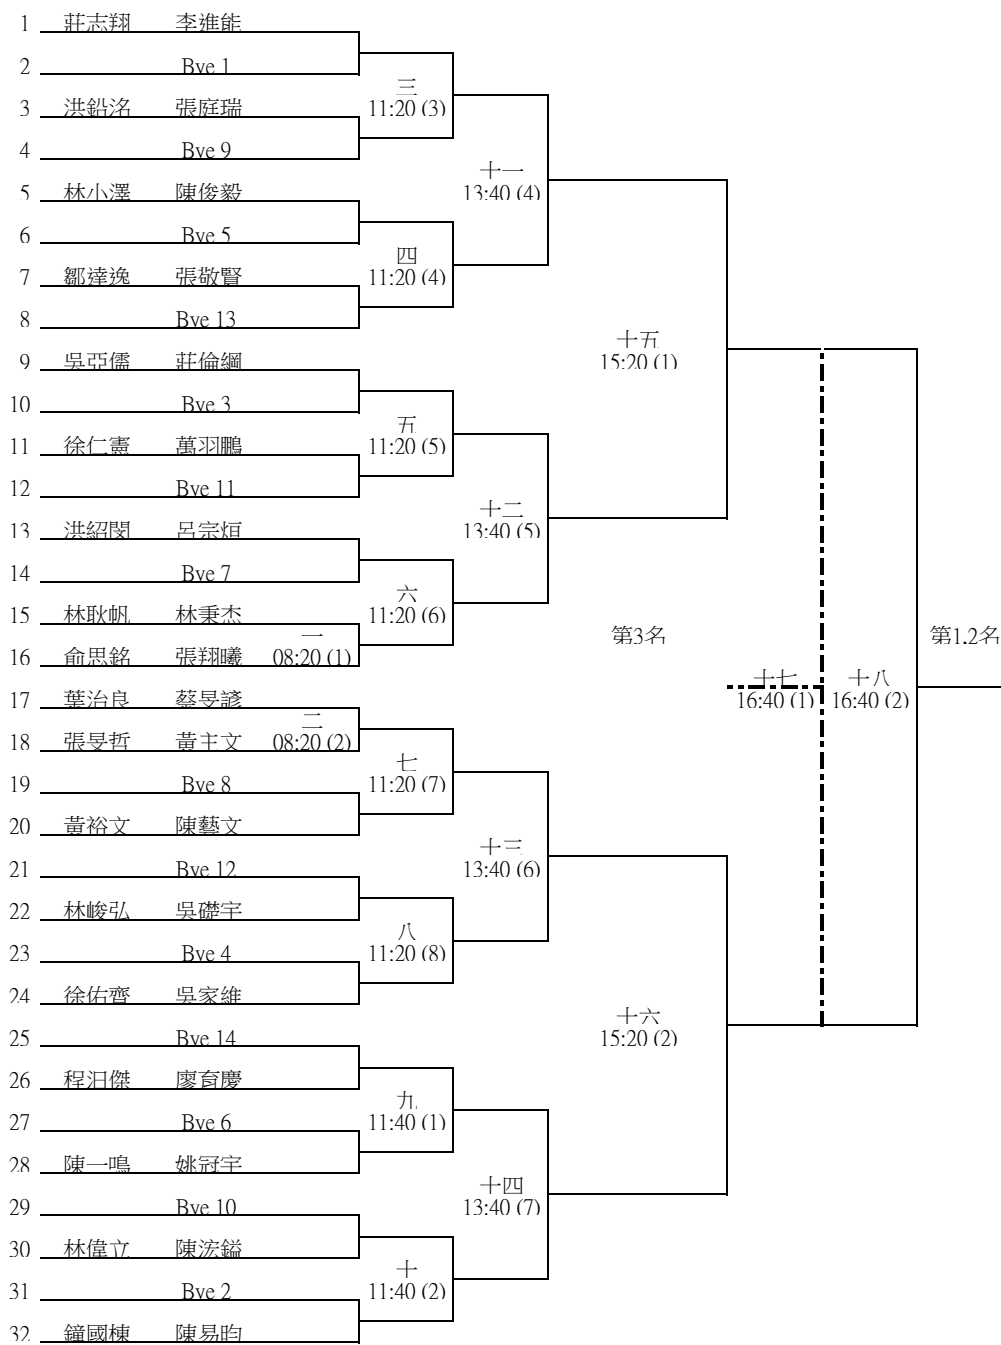 1 莊志翔 李進能
2 Bye 1
三
3 洪鉛洺 張庭瑞 11:20 (3)
4 Bye 9
十一
5 林小澤 陳俊毅 13:40 (4)
6 Bye 5
四
7 鄒達逸 張敬賢 11:20 (4)
8 Bye 13
十五
9 吳亞儒 莊倫綱 15:20 (1)
10 Bye 3
五
11 徐仁憲 萬羽鵬 11:20 (5)
12 Bye 11
十二
13 洪紹閔 呂宗烜 13:40 (5)
14 Bye 7
六
15 林耿帆 林秉杰 11:20 (6)
一 第3名 第1.2名
16 俞思銘 張翔曦 08:20 (1)
十七 十八
17 葉治良 蔡旻諺 16:40 (1) 16:40 (2)
二
18 張旻哲 黃主文 08:20 (2)
七
19 Bye 8 11:20 (7)
20 黃裕文 陳藝文
十三
21 Bye 12 13:40 (6)
22 林峻弘 吳礎宇
八
23 Bye 4 11:20 (8)
24 徐佑齊 吳家維
十六
25 Bye 14 15:20 (2)
26 程汨傑 廖育慶
九
27 Bye 6 11:40 (1)
28 陳一鳴 姚冠宇
十四
29 Bye 10 13:40 (7)
30 林偉立 陳浤鎰
十
31 Bye 2 11:40 (2)
32 鐘國棟 陳易昀